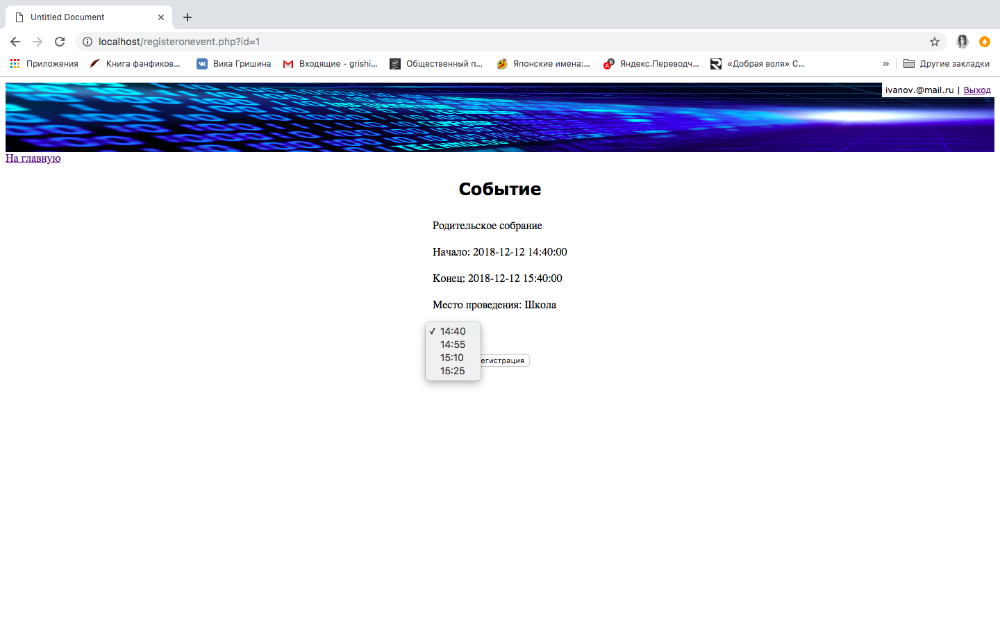 Untitled Document
localhost/registeronevent.php?id=1
Приложения Книга фанфиков... Вика Гришина Входящие - grishi... Общественный п... Японские имена:... Яндекс.Переводч... «Добрая воля» С... » Другие закладки
ivanov.@mail.ru | Выход
TECHNOLOG
На главную
Событие
Родительское собрание
Начало: 2018-12-12 14:40:00
Конец: 2018-12-12 15:40:00
Место проведения: Школа
✓ 14:40
14:55
15:10
егистрация
15:25